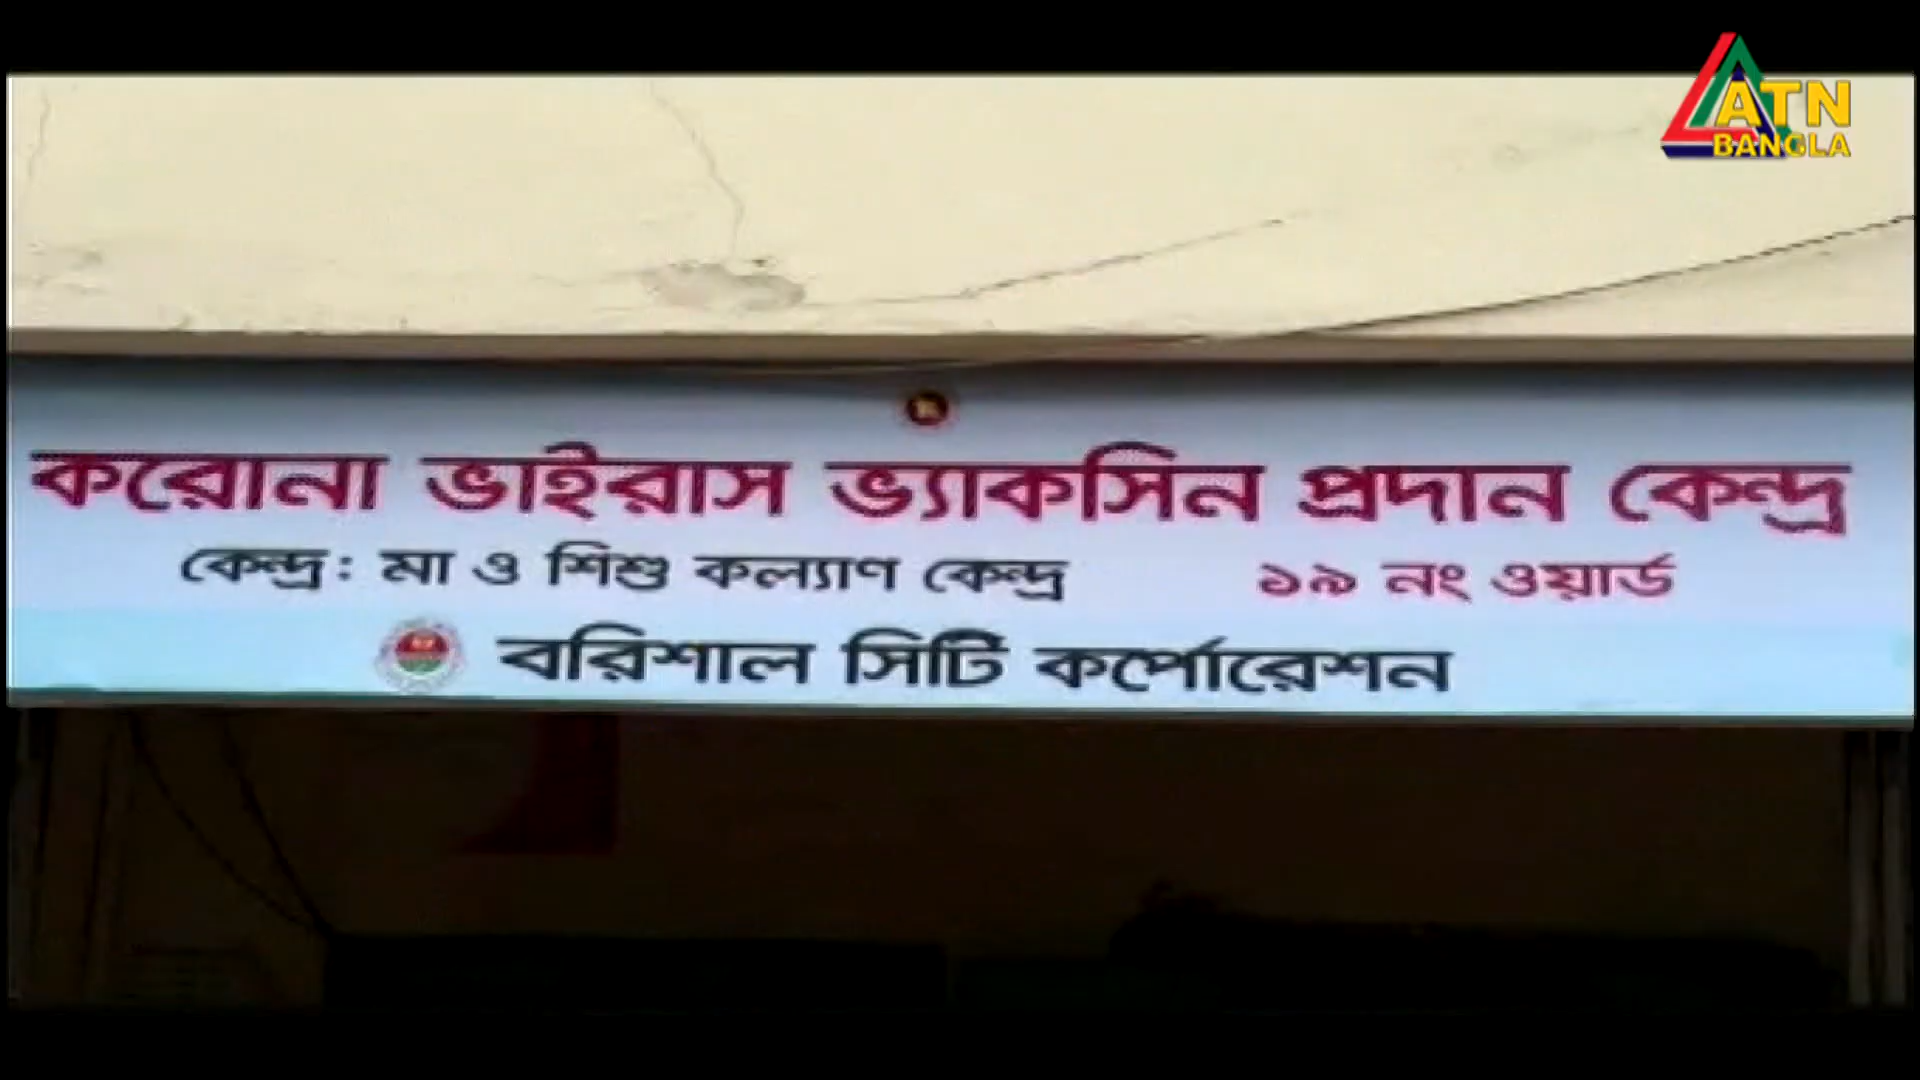 ATN
BANGLA
করোনা ভাইরাস ভ্যাকসিন প্রদান কেন্দ্র
কেন্দ্র: মা ও শিশু কল্যাণ কেন্দ্র ১৯ নং ওয়ার্ড
বরিশাল সিটি কর্পোরেশন